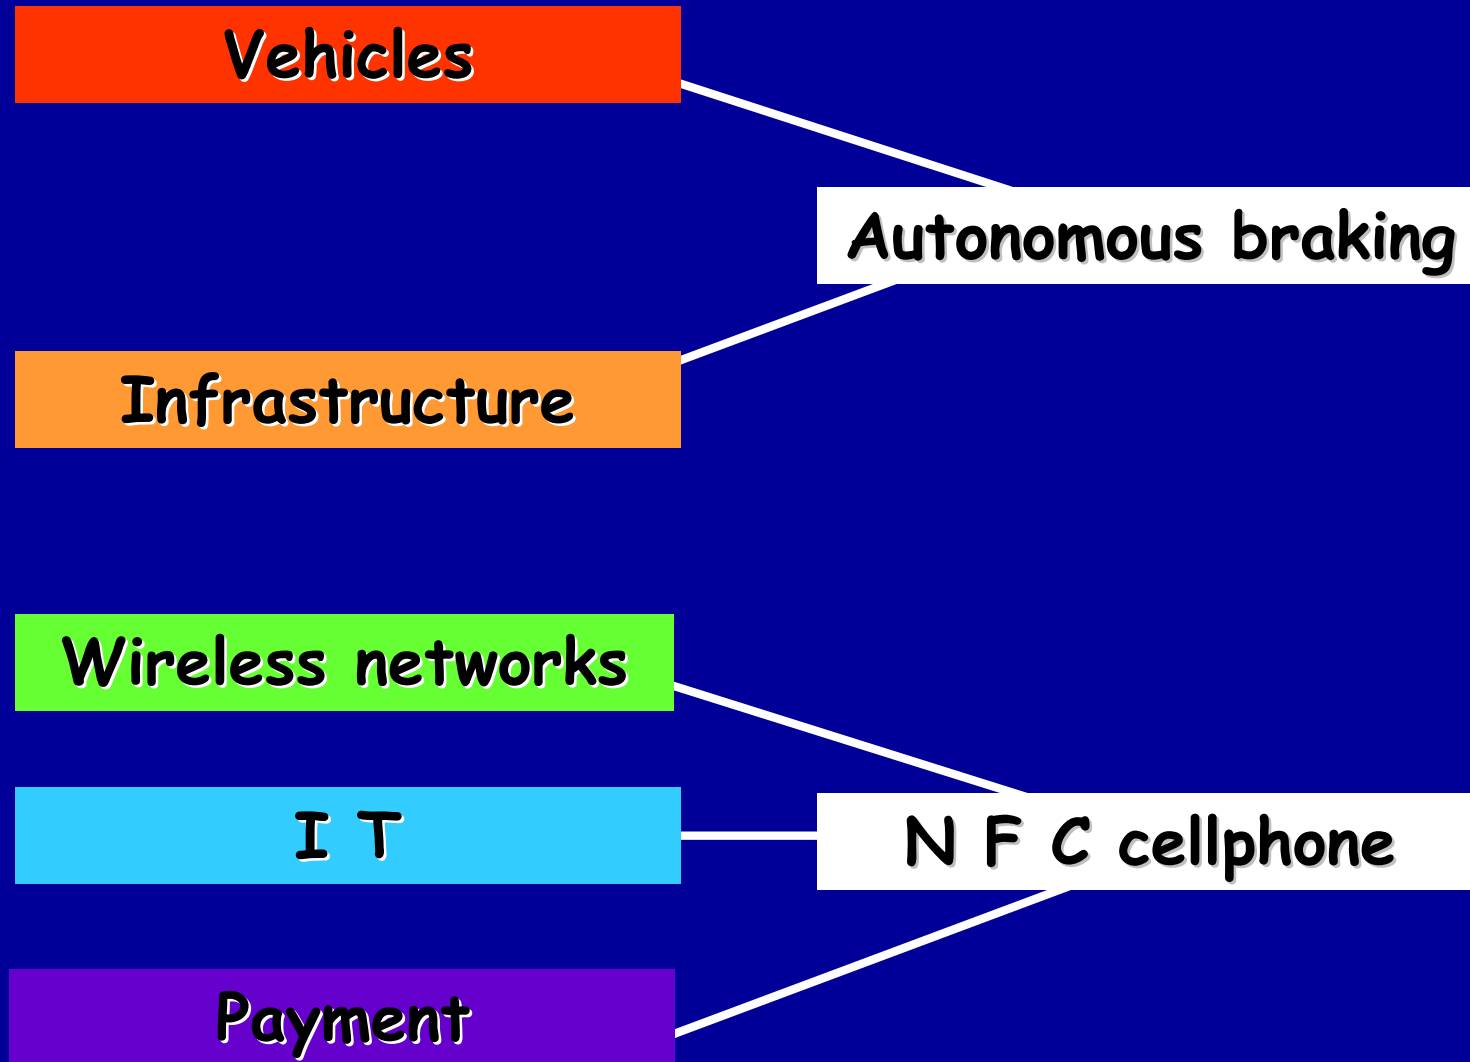 Vehicles
Autonomous braking
Infrastructure
Wireless networks
I T
N F C cellphone
Payment